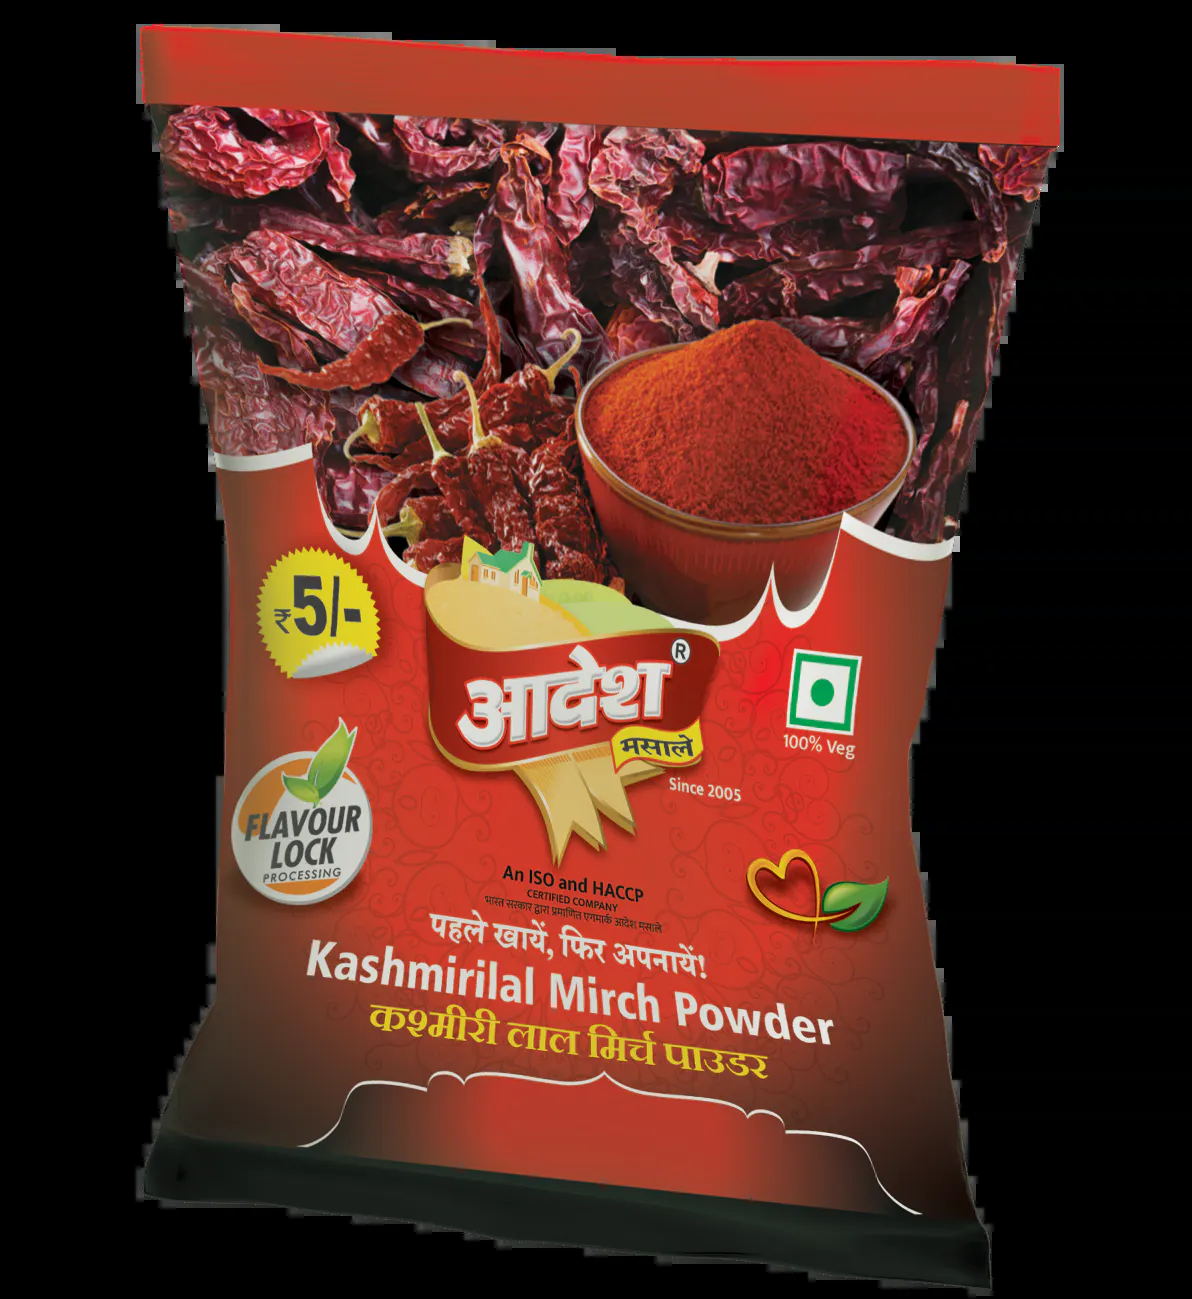 ₹5/-
आदेश®
मसाले
Since 2005
100% Veg
FLAVOUR
LOCK
PROCESSING
An ISO and HACCP
CERTIFIED COMPANY
भारत सरकार द्वारा प्रमाणित एगमार्क आदेश मसाले
पहले खायें, फिर अपनायें!
Kashmirilal Mirch Powder
कश्मीरी लाल मिर्च पाउडर